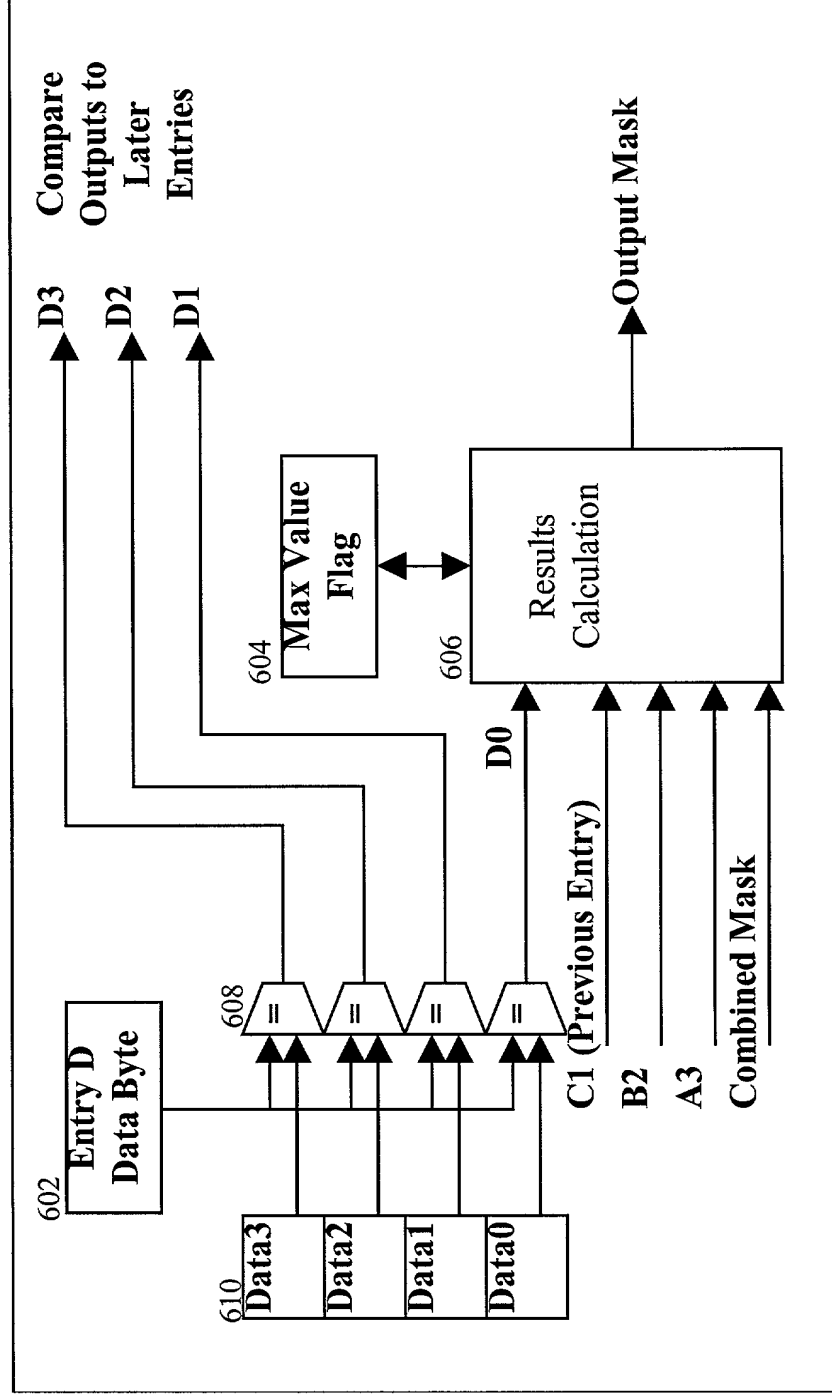 Compare
Outputs to
Later
Entries
D3
D2
D1
602
Entry D
Data Byte
608
=
=
=
=
610
Data3
Data2
Data1
Data0
604
Max Value
Flag
606
Results
Calculation
D0
C1 (Previous Entry)
B2
A3
Combined Mask
Output Mask